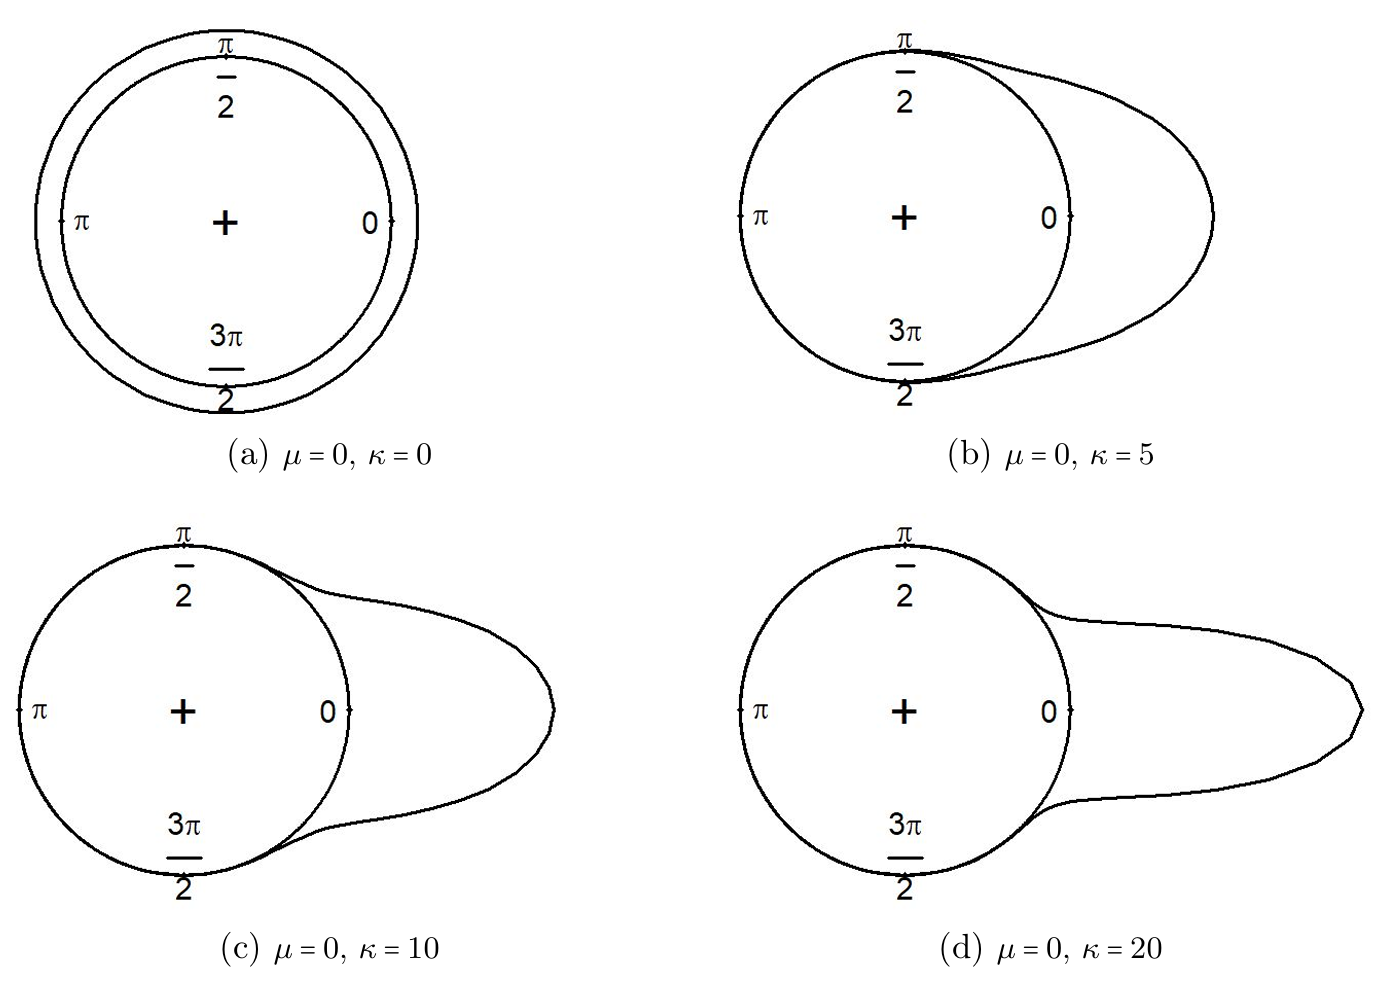 π
2
π
+
0
3π
2
(a) μ = 0, κ = 0
π
2
π
+
0
3π
2
(b) μ = 0, κ = 5
π
2
π
+
0
3π
2
(c) μ = 0, κ = 10
π
2
π
+
0
3π
2
(d) μ = 0, κ = 20